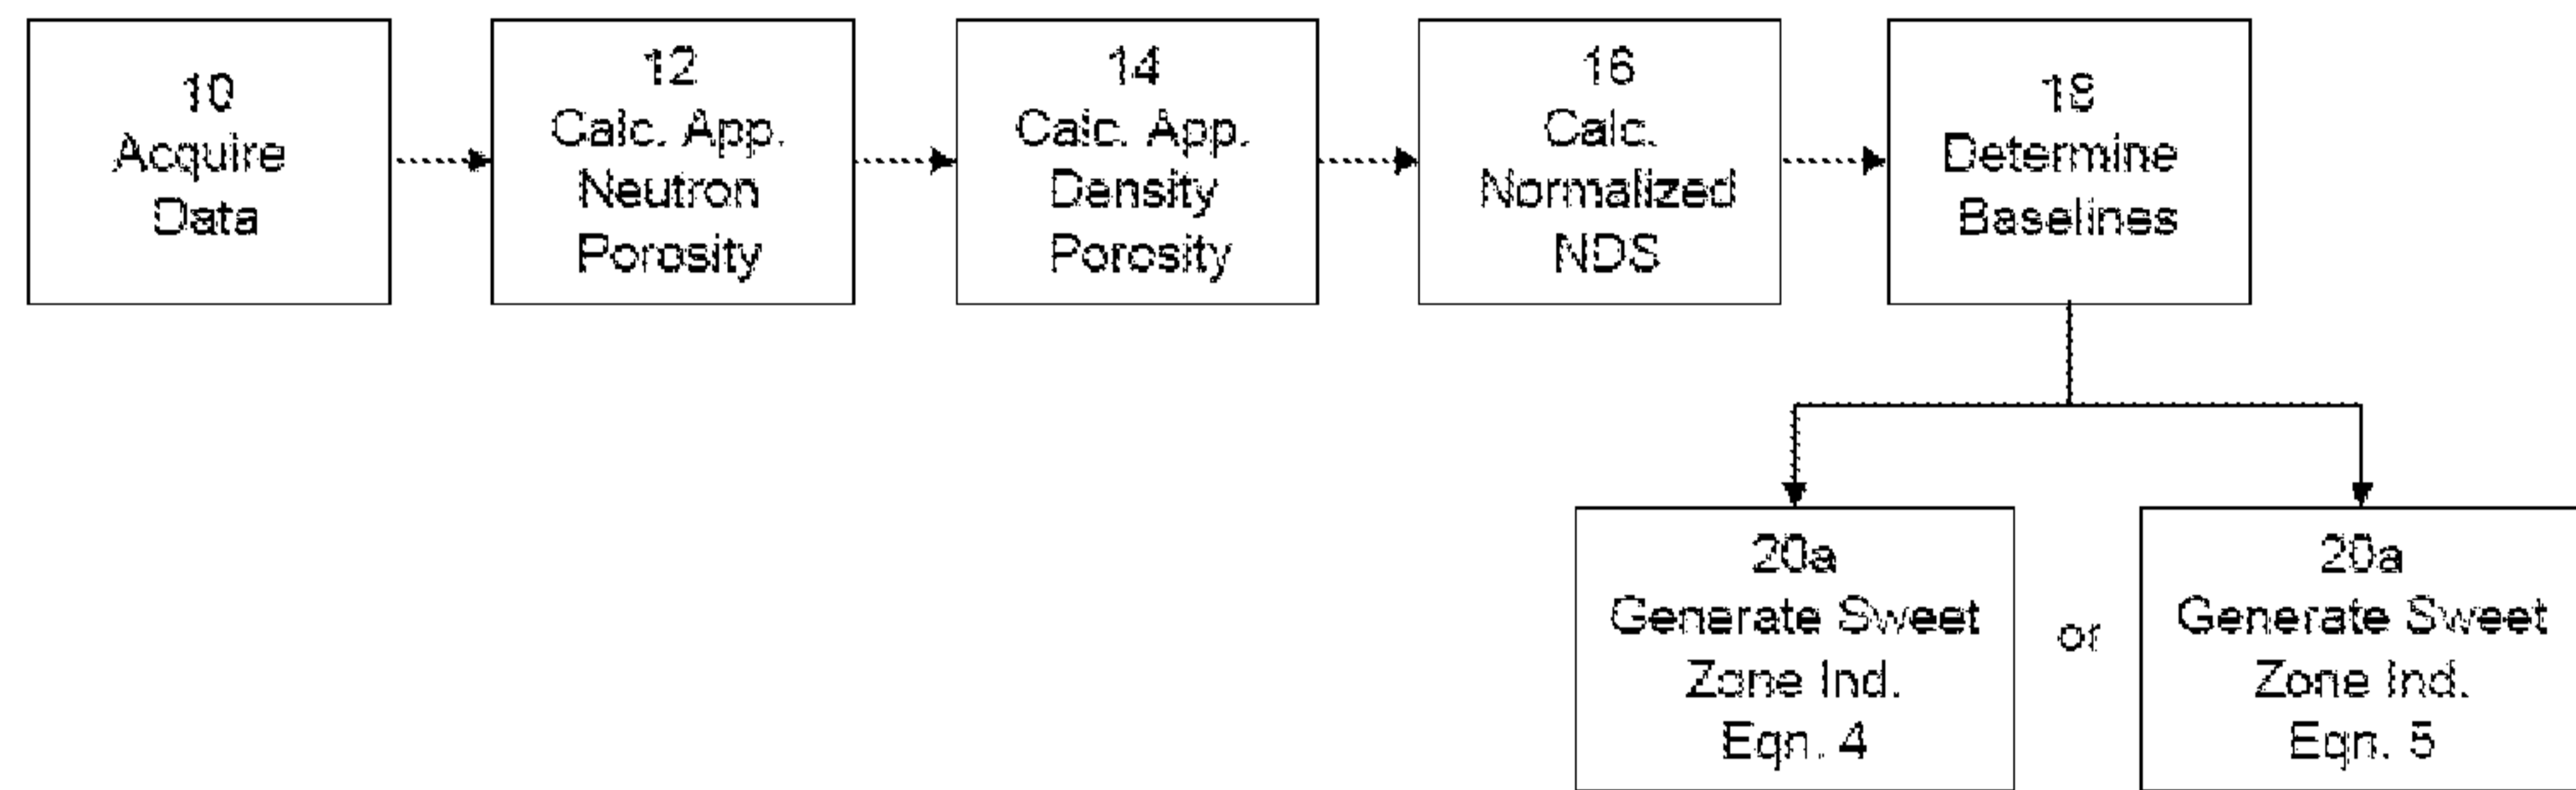 10
Acquire
Data
12
Calc. App.
Neutron
Porosity
14
Calc. App.
Density
Porosity
16
Calc.
Normalized
NDS
18
Determine
Baselines
20a
Generate Sweet
Zone Ind.
Eqn. 4
or
20a
Generate Sweet
Zone Ind.
Eqn. 5